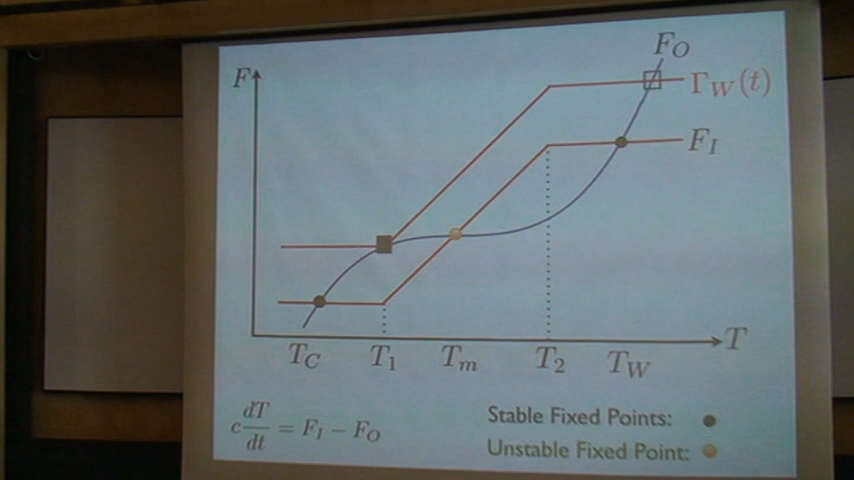 F
F_O
Γ_W(t)
F_I
T_C T_1 T_m T_2 T_W T
c dT/dt = F_I − F_O
Stable Fixed Points:
Unstable Fixed Point: